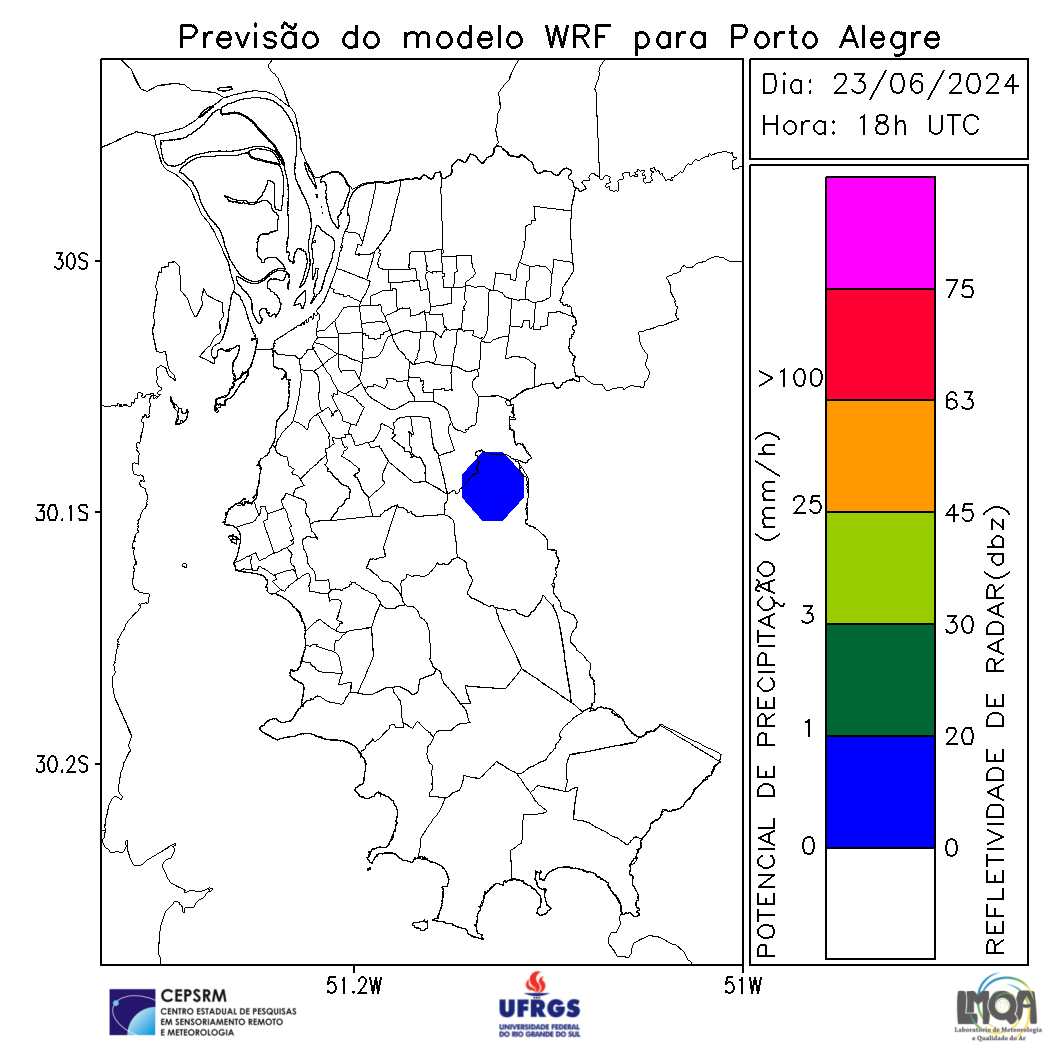 Previsão do modelo WRF para Porto Alegre
Dia: 23/06/2024
Hora: 18h UTC
30S
30.1S
30.2S
51.2W
51W
POTENCIAL DE PRECIPITAÇÃO (mm/h)
>100
25
3
1
0
75
63
45
30
20
0
REFLETIVIDADE DE RADAR(dbz)
CEPSRM
CENTRO ESTADUAL DE PESQUISAS
EM SENSORIAMENTO REMOTO
E METEOROLOGIA
UFRGS
UNIVERSIDADE FEDERAL
DO RIO GRANDE DO SUL
LMQA
Laboratório de Meteorologia
e Qualidade do Ar